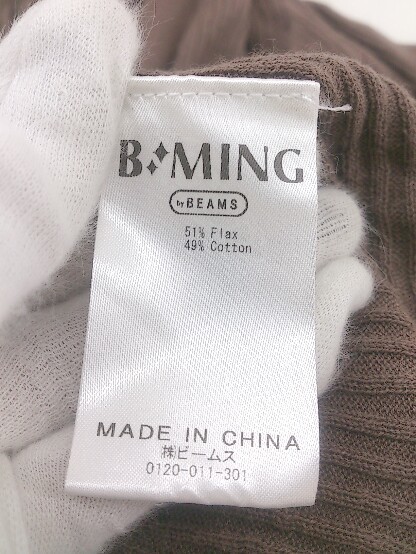 B:MING
by BEAMS
51% Flax
49% Cotton
MADE IN CHINA
㈱ビームス
0120-011-301